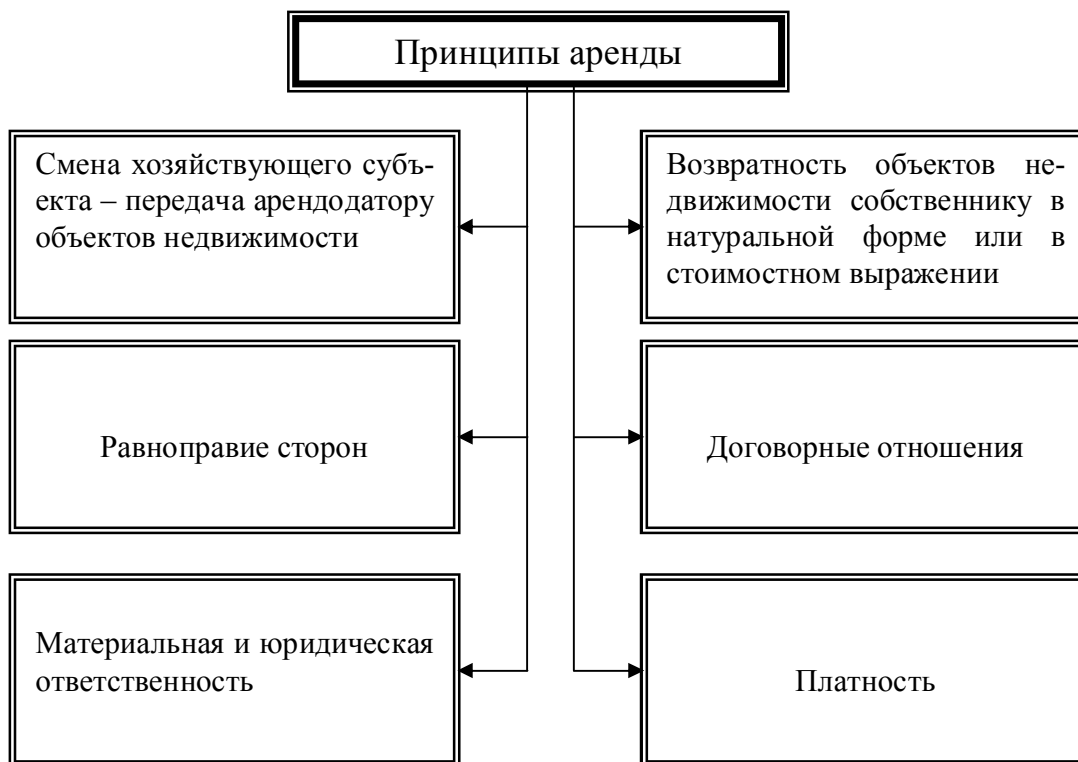 Принципы аренды
Смена хозяйствующего субъ-
екта – передача арендодатору
объектов недвижимости
Возвратность объектов не-
движимости собственнику в
натуральной форме или в
стоимостном выражении
Равноправие сторон
Договорные отношения
Материальная и юридическая
ответственность
Платность